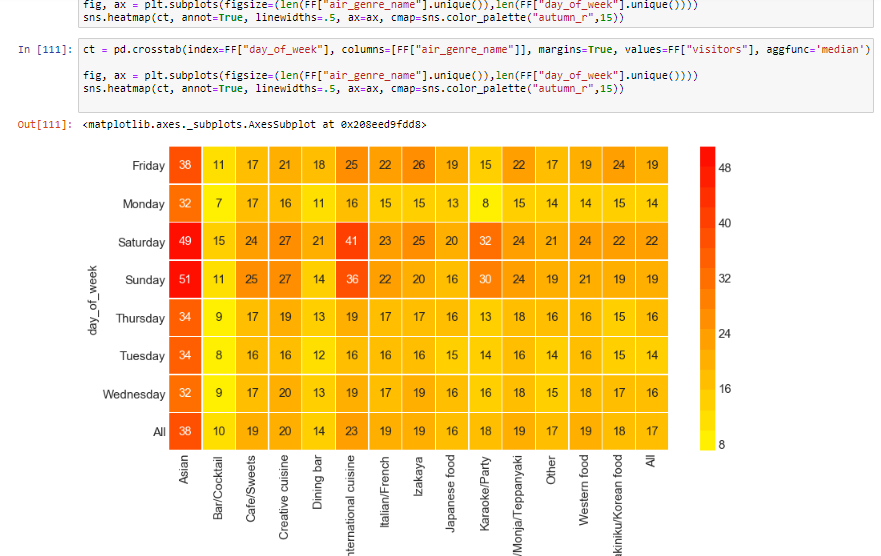 fig, ax = plt.subplots(figsize=(len(FF["air_genre_name"].unique()),len(FF["day_of_week"].unique())))
sns.heatmap(ct, annot=True, linewidths=.5, ax=ax, cmap=sns.color_palette("autumn_r",15))
In [111]: ct = pd.crosstab(index=FF["day_of_week"], columns=[FF["air_genre_name"]], margins=True, values=FF["visitors"], aggfunc='median')
fig, ax = plt.subplots(figsize=(len(FF["air_genre_name"].unique()),len(FF["day_of_week"].unique())))
sns.heatmap(ct, annot=True, linewidths=.5, ax=ax, cmap=sns.color_palette("autumn_r",15))
Out[111]: <matplotlib.axes._subplots.AxesSubplot at 0x208eed9fdd8>
Friday 38 11 17 21 18 25 22 26 19 15 22 17 19 24 19
Monday 32 7 17 16 11 16 15 15 13 8 15 14 14 15 14
Saturday 49 15 24 27 21 41 23 25 20 32 24 21 24 22 22
Sunday 51 11 25 27 14 36 22 20 16 30 24 19 21 19 19
Thursday 34 9 17 19 13 19 17 17 16 13 18 16 16 15 16
Tuesday 34 8 16 16 12 16 16 16 15 14 16 14 16 15 14
Wednesday 32 9 17 20 13 19 17 19 16 16 18 15 18 17 16
All 38 10 19 20 14 23 19 19 16 18 19 17 19 18 17
day_of_week
Asian
Bar/Cocktail
Cafe/Sweets
Creative cuisine
Dining bar
nternational cuisine
Italian/French
Izakaya
Japanese food
Karaoke/Party
/Monja/Teppanyaki
Other
Western food
akiniku/Korean food
All
48
40
32
24
16
8